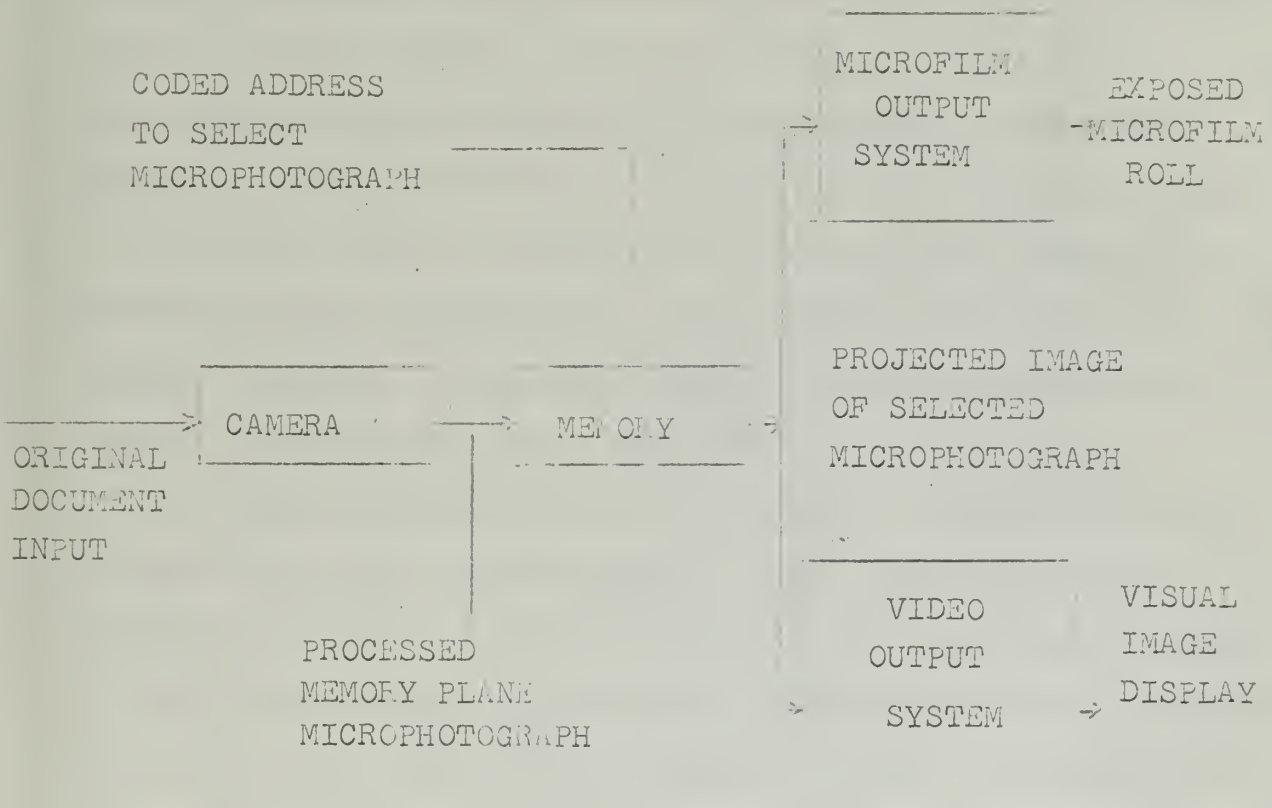 CODED ADDRESS
TO SELECT
MICROPHOTOGRAPH
MICROFILM
OUTPUT
SYSTEM
EXPOSED
MICROFILM
ROLL
ORIGINAL
DOCUMENT
INPUT
CAMERA
MEMORY
PROJECTED IMAGE
OF SELECTED
MICROPHOTOGRAPH
PROCESSED
MEMORY PLANE
MICROPHOTOGRAPH
VIDEO
OUTPUT
SYSTEM
VISUAL
IMAGE
DISPLAY